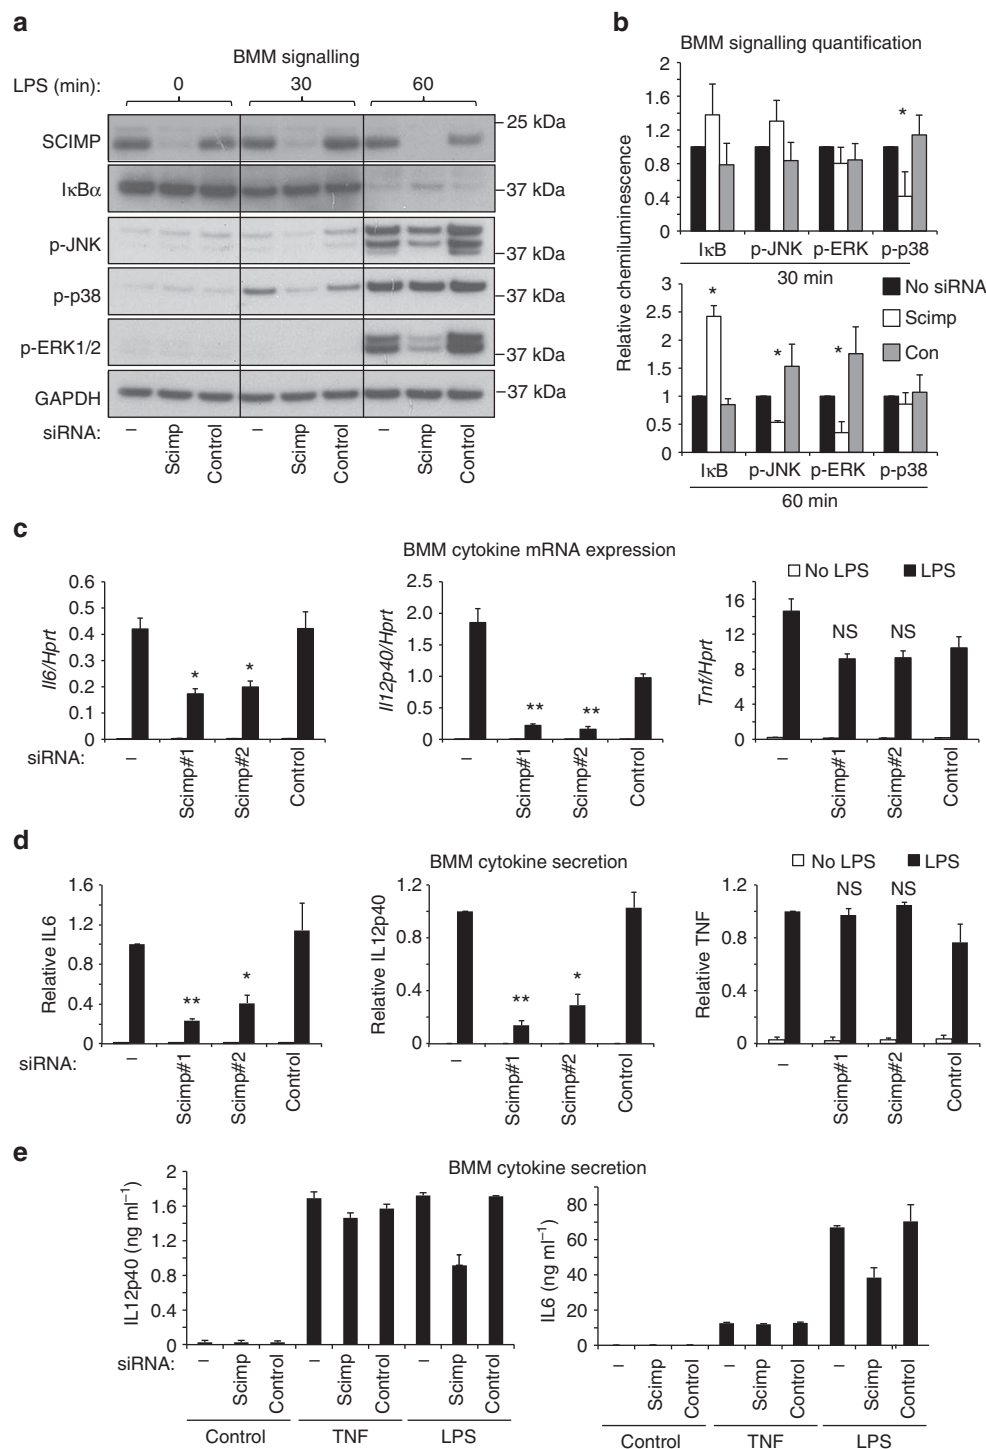 a
BMM signalling
LPS (min): 0 30 60
SCIMP
25 kDa
IκBα
37 kDa
p-JNK
37 kDa
p-p38
37 kDa
p-ERK1/2
37 kDa
GAPDH
37 kDa
siRNA: – Scimp Control – Scimp Control – Scimp Control
b
BMM signalling quantification
Relative chemiluminescence
2
1.6
1.2
0.8
0.4
0
*
IκB p-JNK p-ERK p-p38
30 min
3
2.5
2
1.5
1
0.5
0
* * *
No siRNA
Scimp
Con
IκB p-JNK p-ERK p-p38
60 min
c
BMM cytokine mRNA expression
Il6/Hprt
0.6
0.5
0.4
0.3
0.2
0.1
0
* *
siRNA: – Scimp#1 Scimp#2 Control
Il12p40/Hprt
2.5
2.0
1.5
1.0
0.5
0
** **
– Scimp#1 Scimp#2 Control
No LPS LPS
Tnf/Hprt
16
12
8
4
0
NS NS
– Scimp#1 Scimp#2 Control
d
BMM cytokine secretion
Relative IL6
1.6
1.2
0.8
0.4
0
** *
siRNA: – Scimp#1 Scimp#2 Control
Relative IL12p40
1.2
0.8
0.4
0
** *
– Scimp#1 Scimp#2 Control
No LPS LPS
Relative TNF
1.2
0.8
0.4
0
NS NS
– Scimp#1 Scimp#2 Control
e
BMM cytokine secretion
IL12p40 (ng ml⁻¹)
2
1.6
1.2
0.8
0.4
0
siRNA: – Scimp Control – Scimp Control – Scimp Control
Control TNF LPS
IL6 (ng ml⁻¹)
80
60
40
20
0
– Scimp Control – Scimp Control – Scimp Control
Control TNF LPS